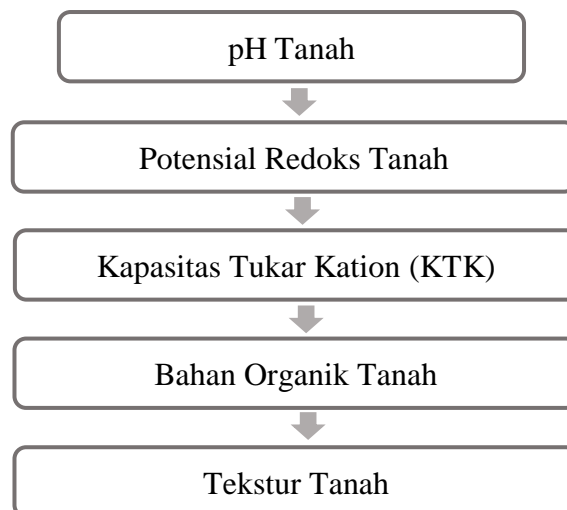 pH Tanah
Potensial Redoks Tanah
Kapasitas Tukar Kation (KTK)
Bahan Organik Tanah
Tekstur Tanah